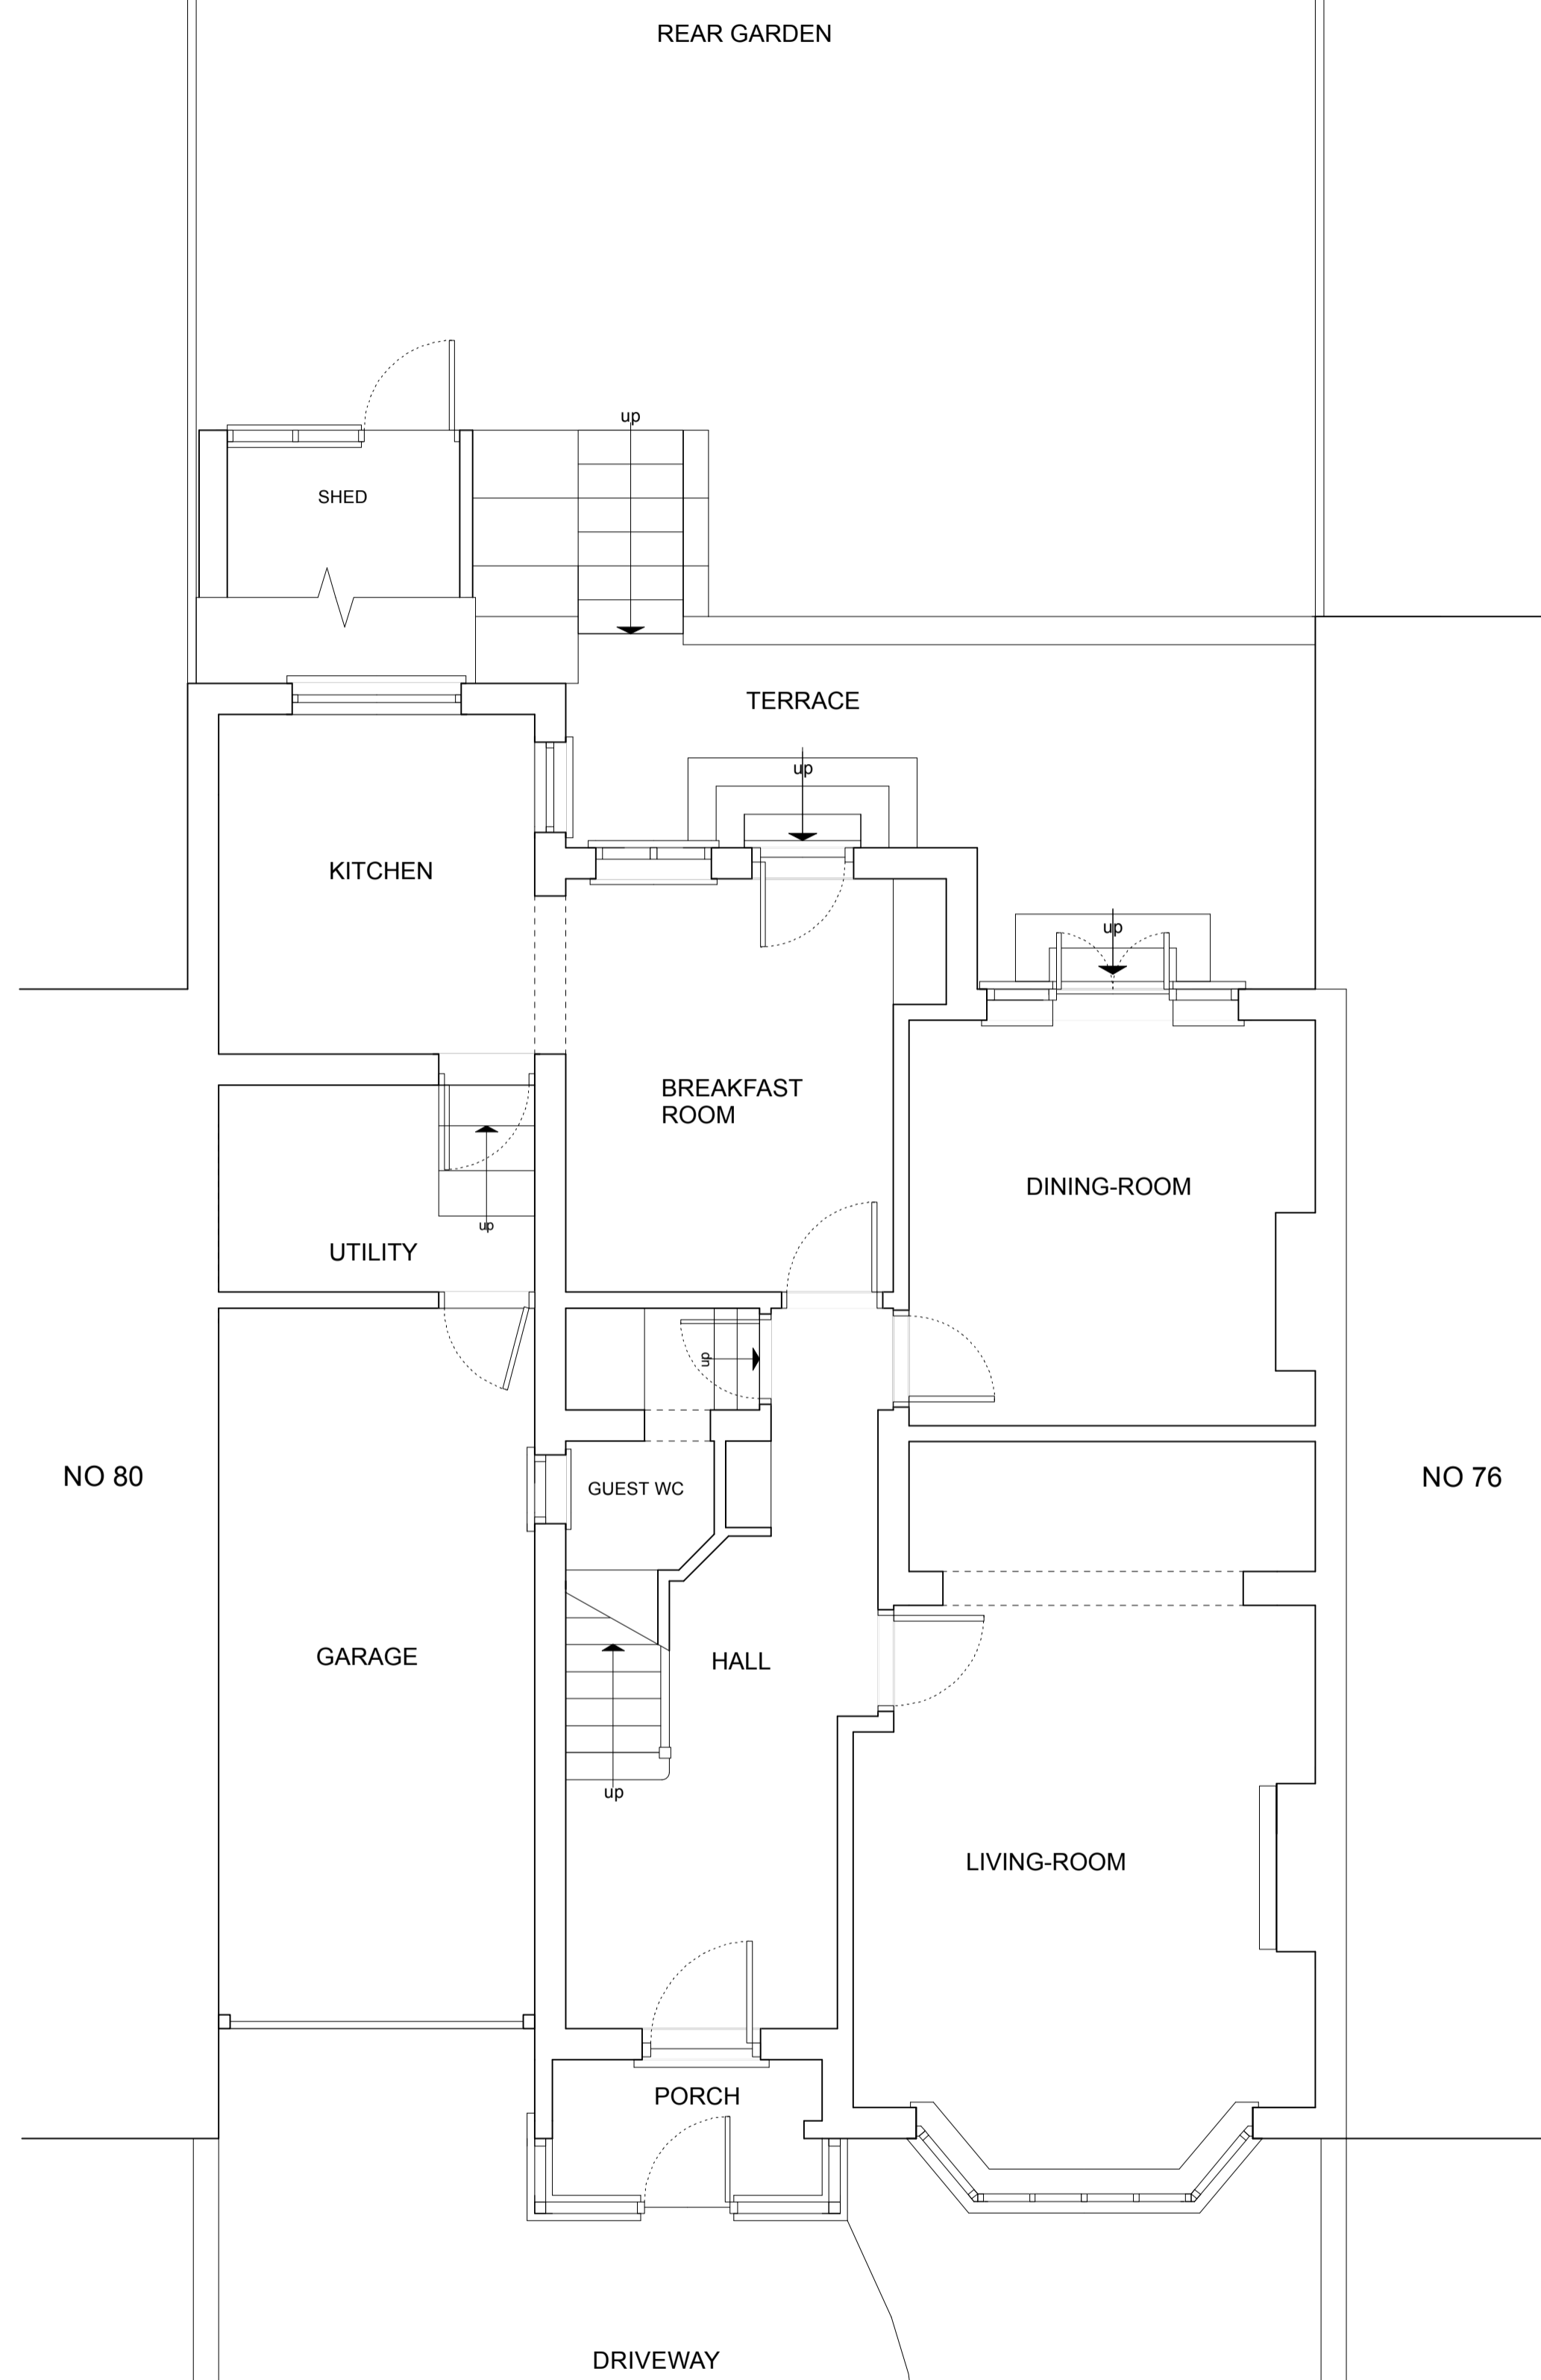 REAR GARDEN
up
SHED
TERRACE
up
KITCHEN
up
BREAKFAST
ROOM
DINING-ROOM
up
UTILITY
up
NO 80
GUEST WC
NO 76
GARAGE
HALL
up
LIVING-ROOM
PORCH
DRIVEWAY